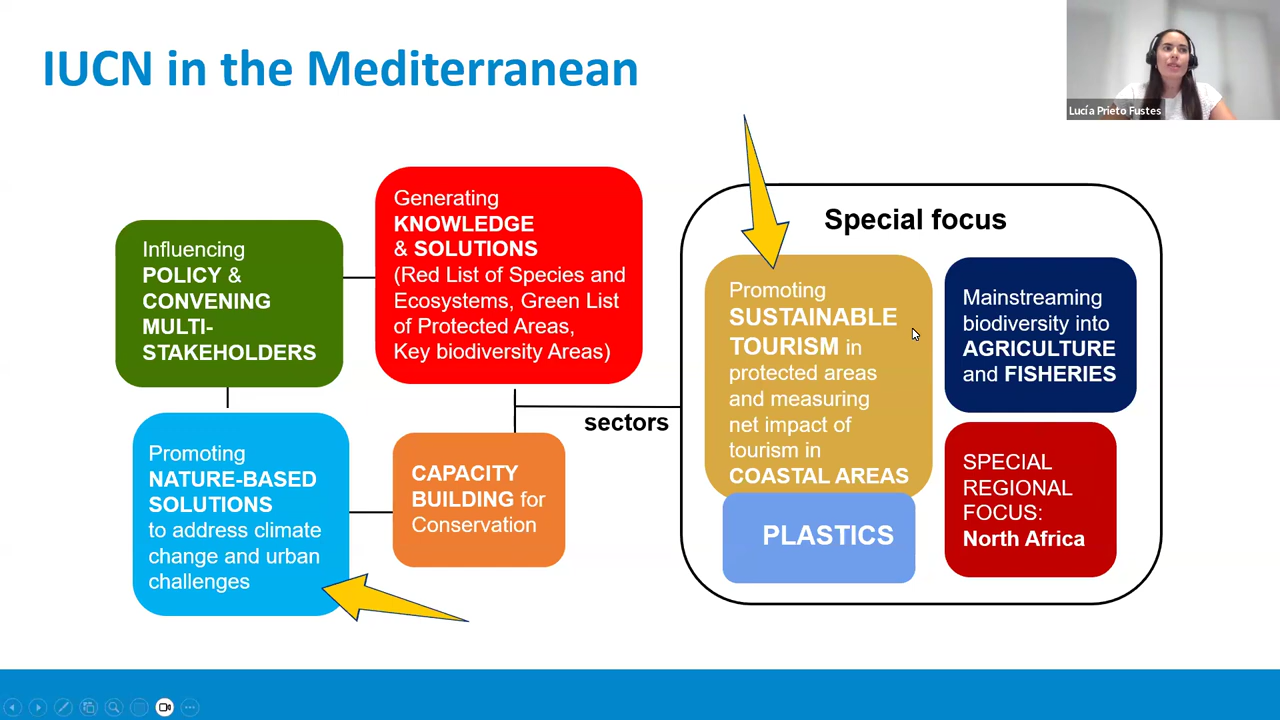 IUCN in the Mediterranean
Lucía Prieto Fustes
Influencing
POLICY &
CONVENING
MULTI-
STAKEHOLDERS
Generating
KNOWLEDGE
& SOLUTIONS
(Red List of Species and
Ecosystems, Green List
of Protected Areas,
Key biodiversity Areas)
Promoting
NATURE-BASED
SOLUTIONS
to address climate
change and urban
challenges
CAPACITY
BUILDING for
Conservation
sectors
Special focus
Promoting
SUSTAINABLE
TOURISM in
protected areas
and measuring
net impact of
tourism in
COASTAL AREAS
PLASTICS
Mainstreaming
biodiversity into
AGRICULTURE
and FISHERIES
SPECIAL
REGIONAL
FOCUS:
North Africa